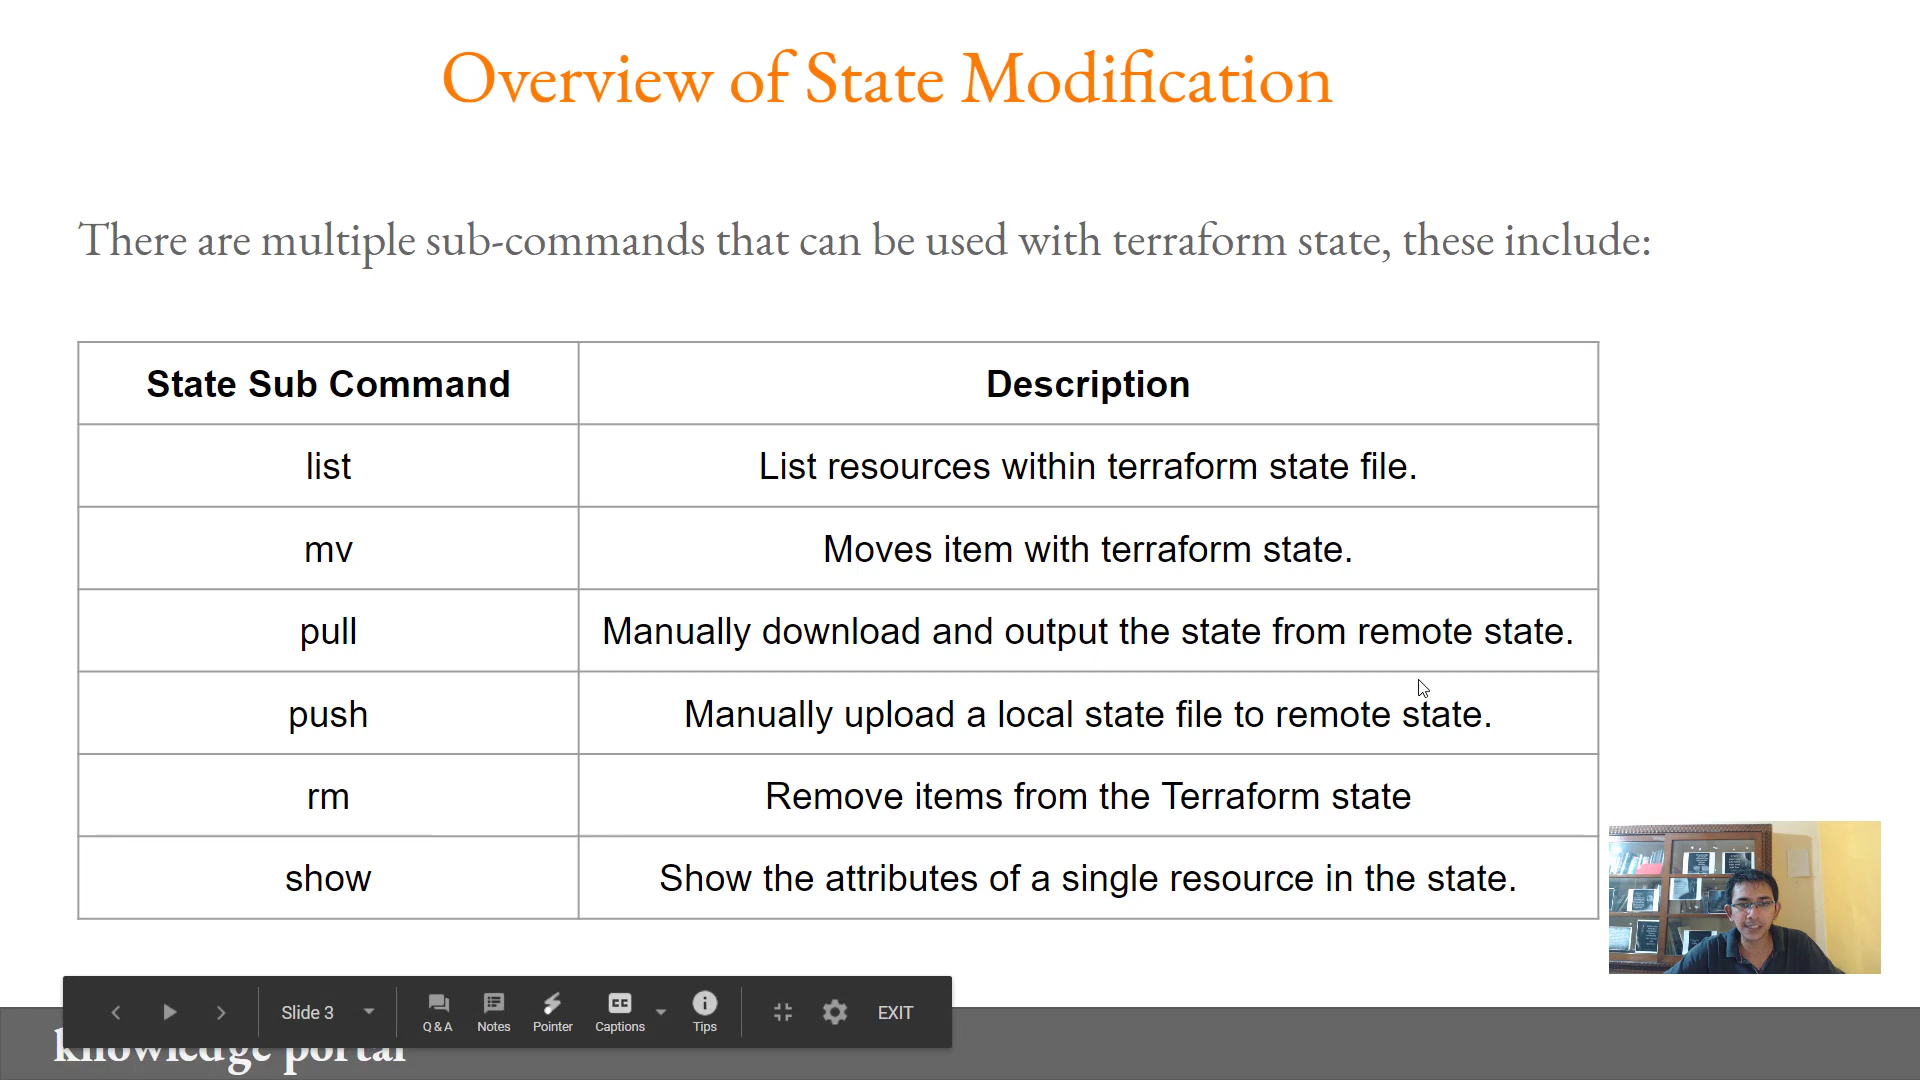 Overview of State Modification
There are multiple sub-commands that can be used with terraform state, these include:
State Sub Command Description
list List resources within terraform state file.
mv Moves item with terraform state.
pull Manually download and output the state from remote state.
push Manually upload a local state file to remote state.
rm Remove items from the Terraform state
show Show the attributes of a single resource in the state.
Slide 3 Q & A Notes Pointer CC Captions Tips EXIT
knowledge portal